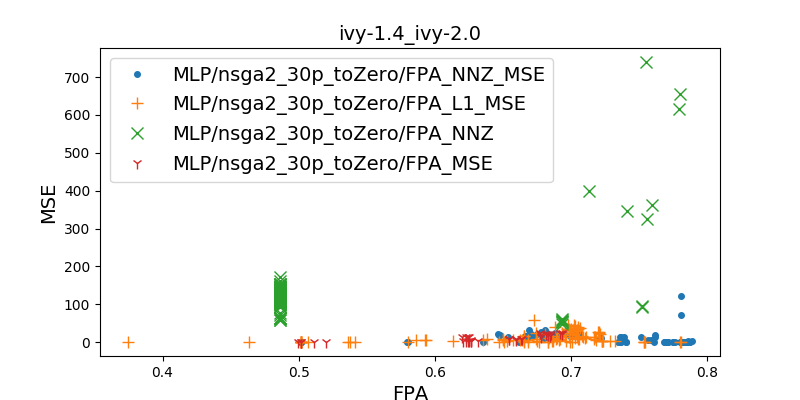 ivy-1.4_ivy-2.0
MLP/nsga2_30p_toZero/FPA_NNZ_MSE
MLP/nsga2_30p_toZero/FPA_L1_MSE
MLP/nsga2_30p_toZero/FPA_NNZ
MLP/nsga2_30p_toZero/FPA_MSE
MSE
700
600
500
400
300
200
100
0
0.4 0.5 0.6 0.7 0.8
FPA